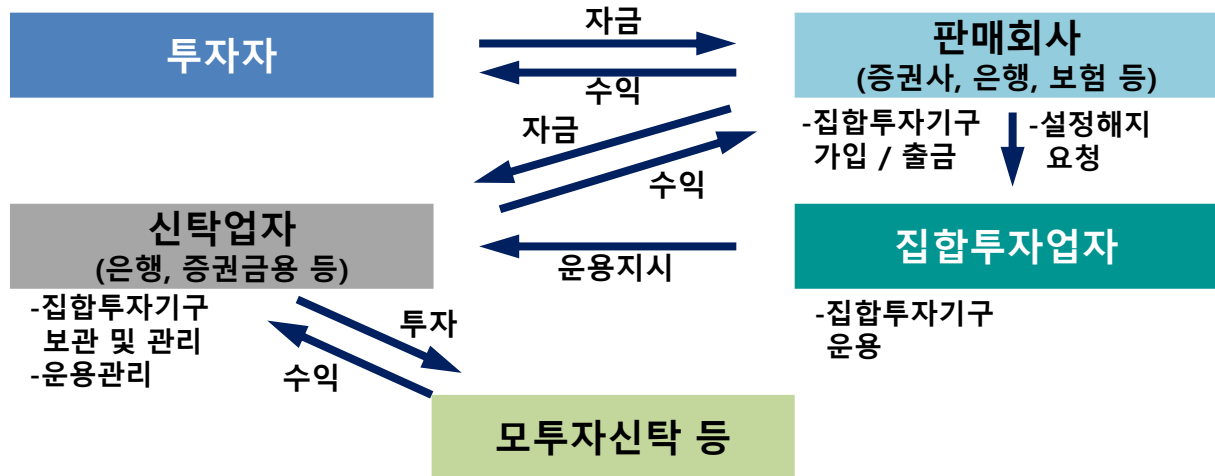 투자자
자금
수익
판매회사
(증권사, 은행, 보험 등)
자금
수익
-집합투자기구
가입 / 출금
-설정해지
요청
신탁업자
(은행, 증권금용 등)
운용지시
집합투자업자
-집합투자기구
보관 및 관리
-운용관리
투자
수익
-집합투자기구
운용
모투자신탁 등